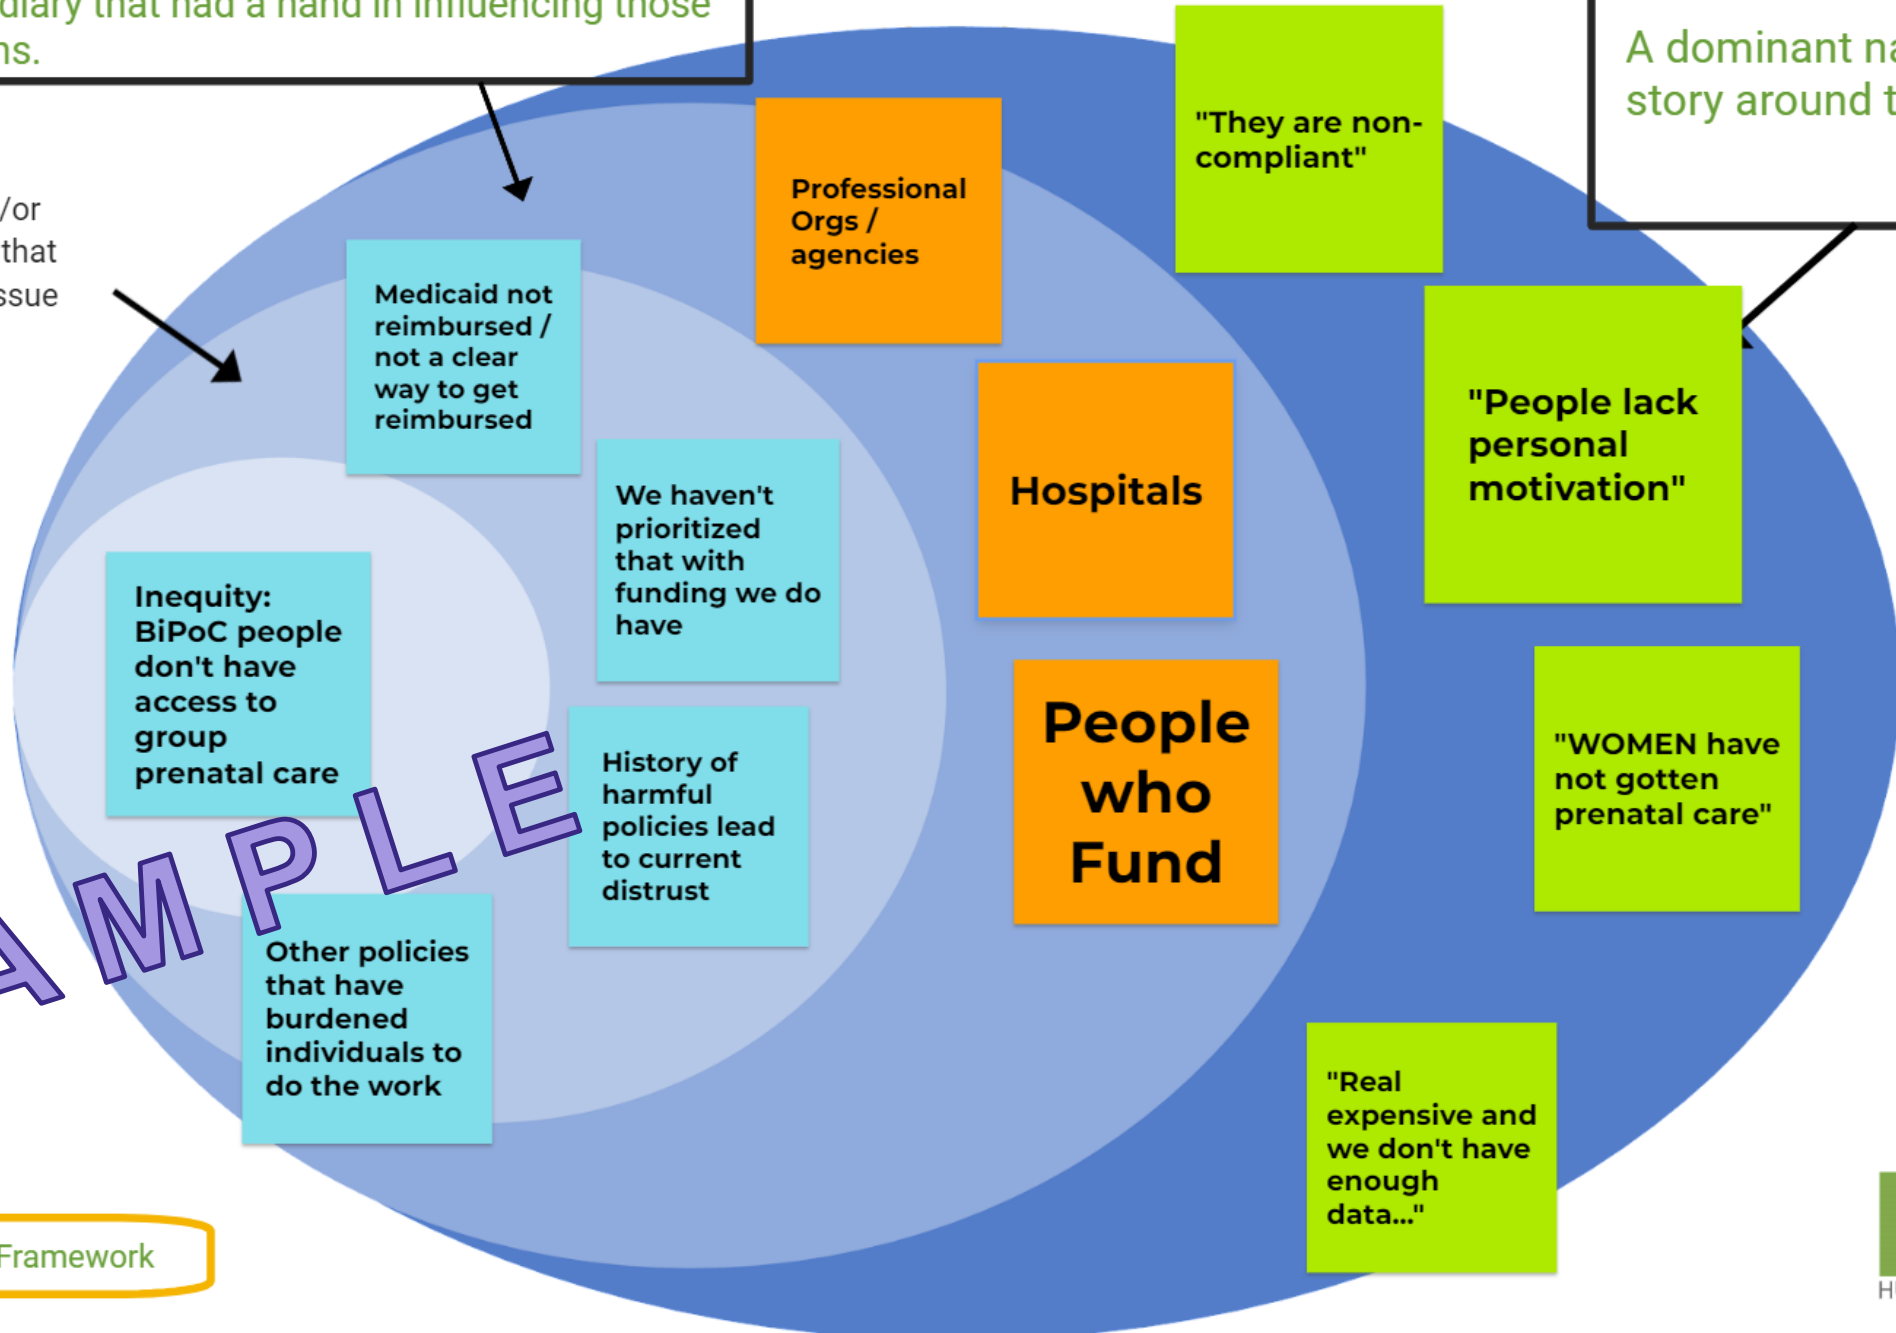 diary that had a hand in influencing those
ns.
A dominant na
story around t
/or
that
ssue
"They are non-
compliant"
Professional
Orgs /
agencies
Medicaid not
reimbursed /
not a clear
way to get
reimbursed
"People lack
personal
motivation"
Hospitals
We haven't
prioritized
that with
funding we do
have
Inequity:
BiPoC people
don't have
access to
group
prenatal care
People
who
Fund
"WOMEN have
not gotten
prenatal care"
History of
harmful
policies lead
to current
distrust
AMPLE
Other policies
that have
burdened
individuals to
do the work
"Real
expensive and
we don't have
enough
data..."
Framework